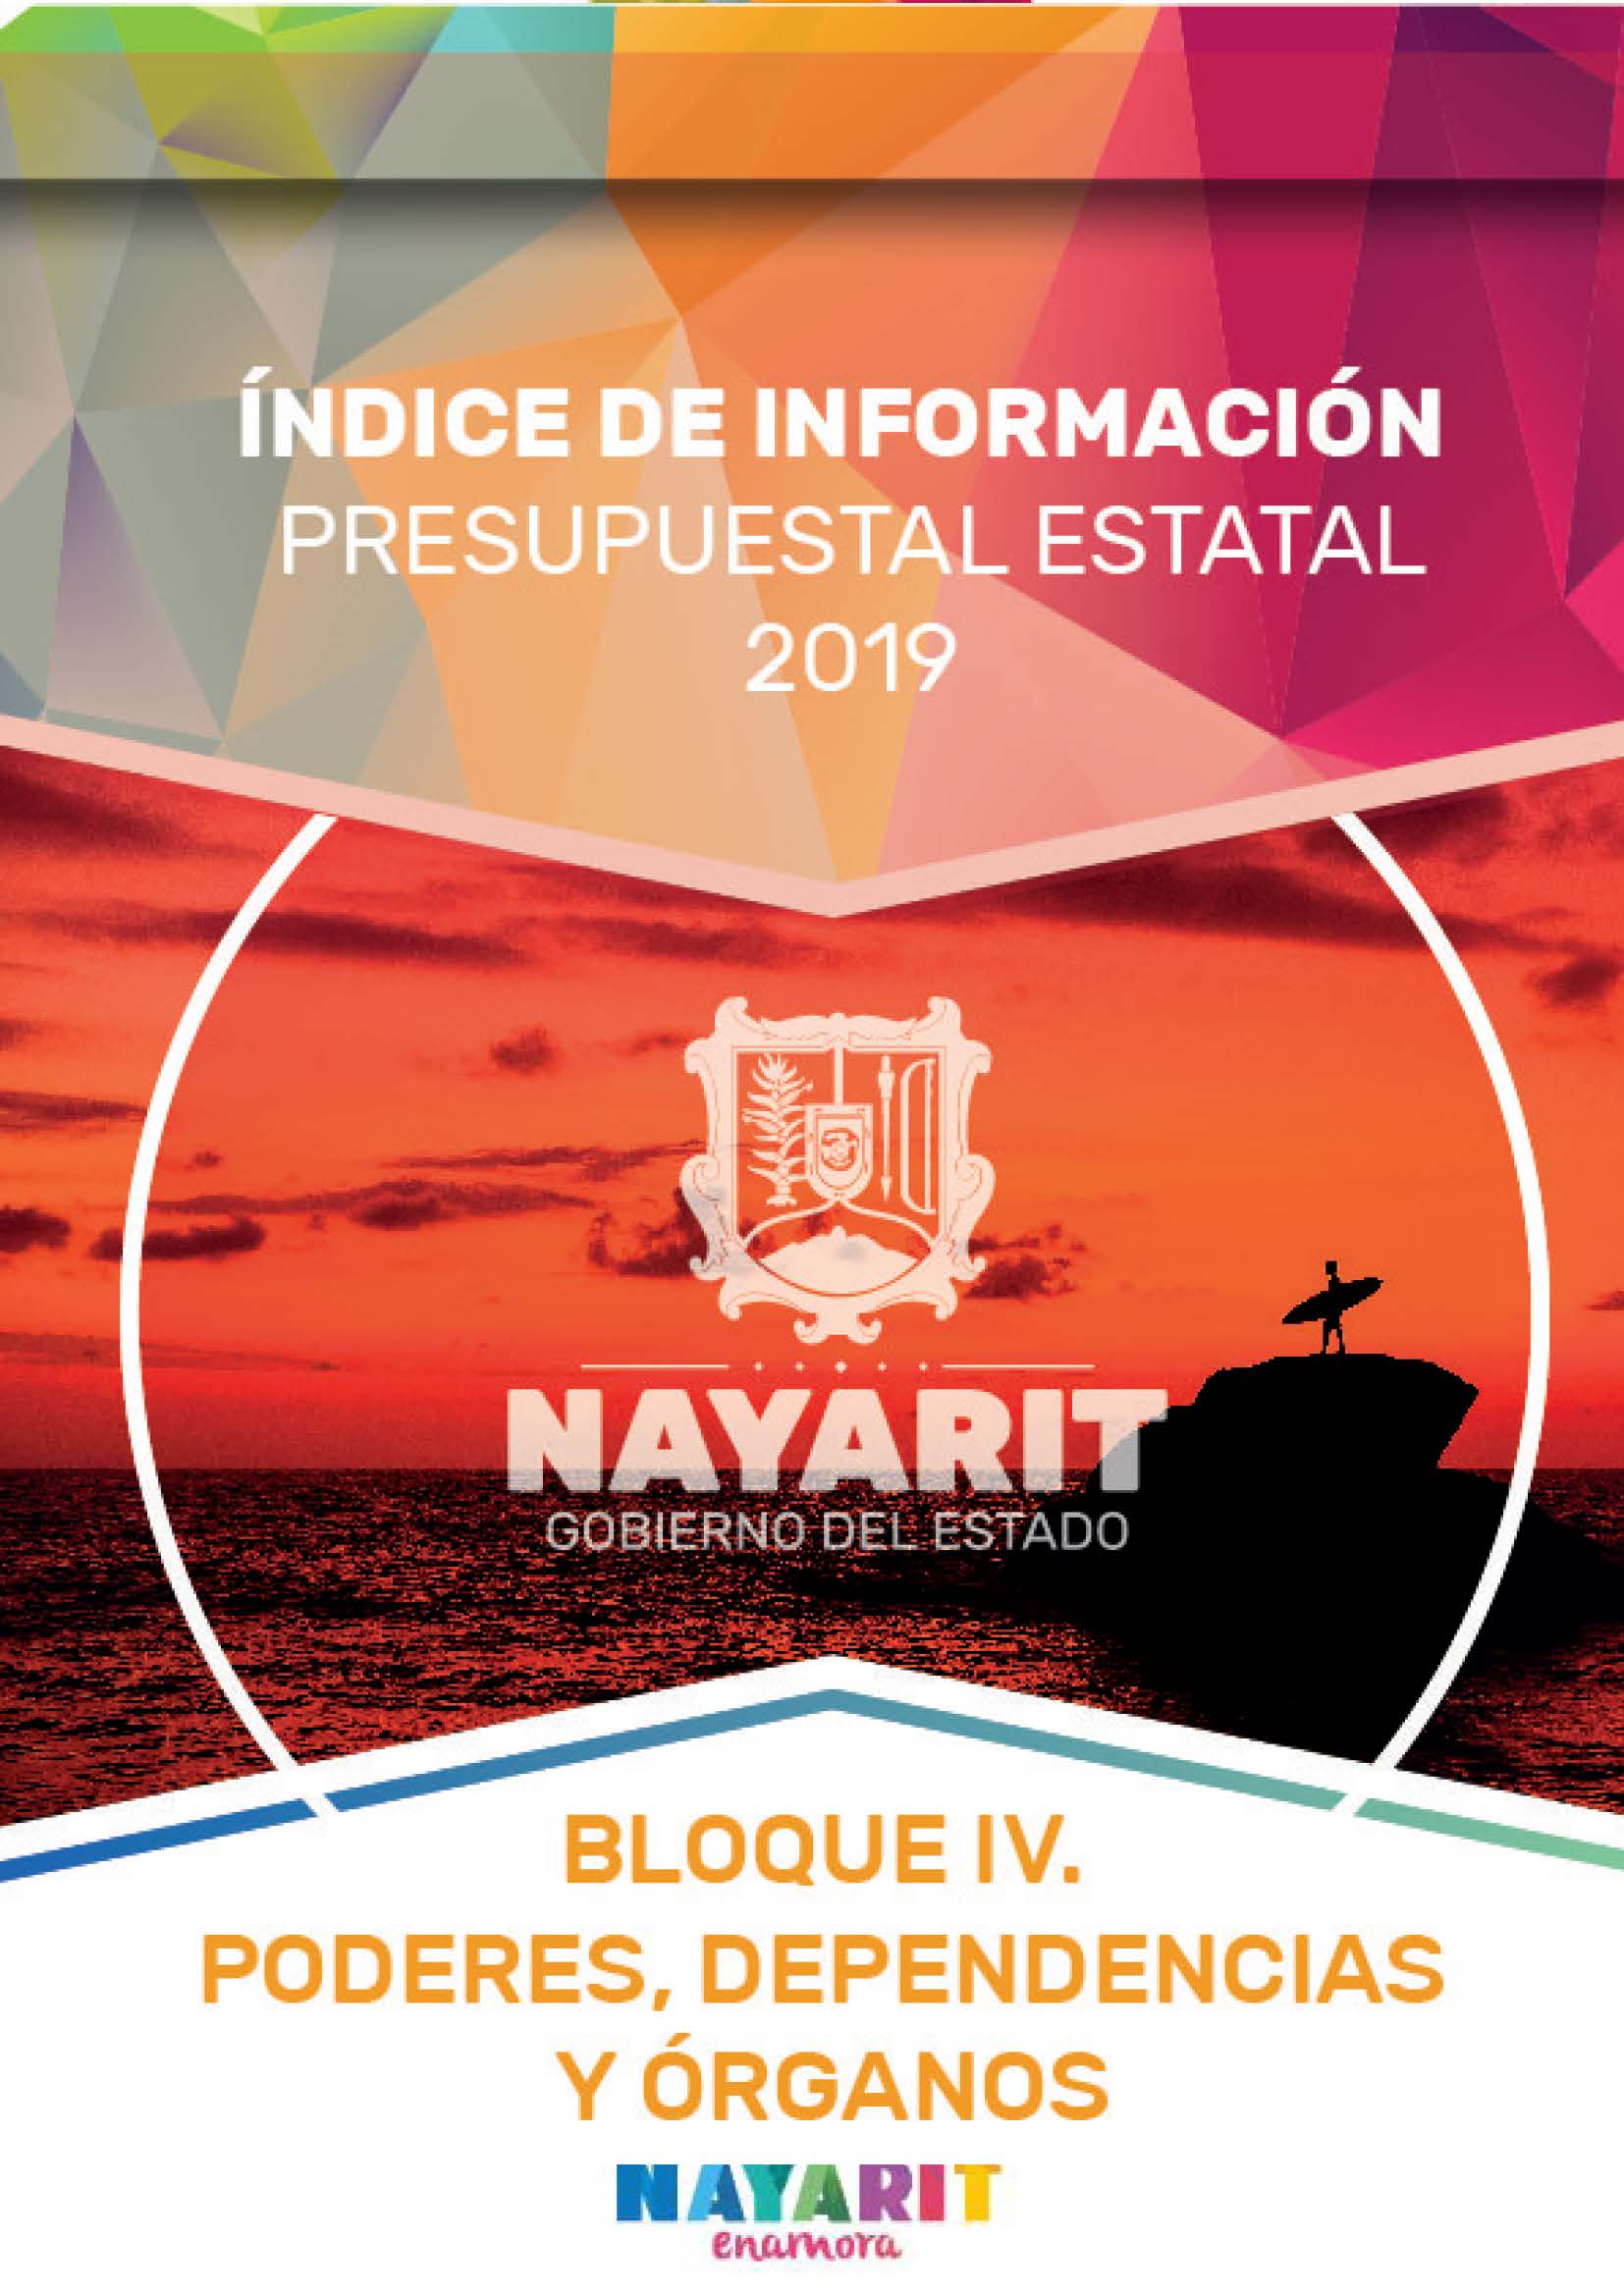 ÍNDICE DE INFORMACIÓN
PRESUPUESTAL ESTATAL
2019
NAYARIT
GOBIERNO DEL ESTADO
BLOQUE IV.
PODERES, DEPENDENCIAS
Y ÓRGANOS
NAYARIT
enamora